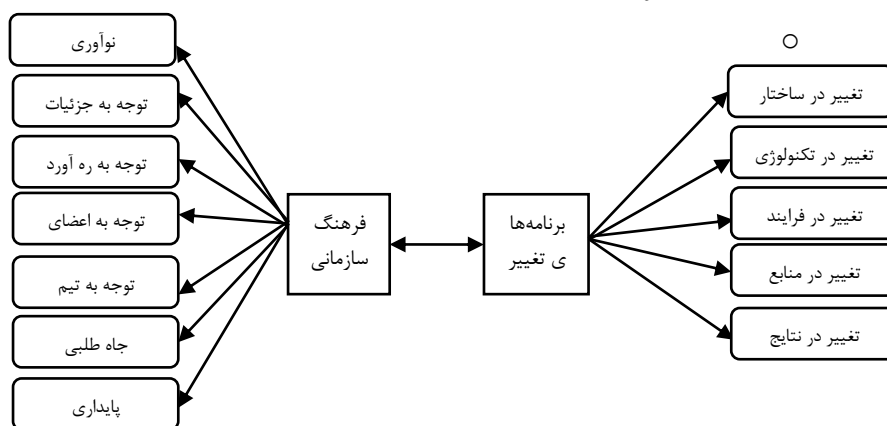 نوآوری
توجه به جزئیات
توجه به ره آورد
توجه به اعضای
توجه به تیم
جاه طلبی
پایداری
فرهنگ
سازمانی
برنامه‌ها
ی تغییر
تغییر در ساختار
تغییر در تکنولوژی
تغییر در فرایند
تغییر در منابع
تغییر در نتایج